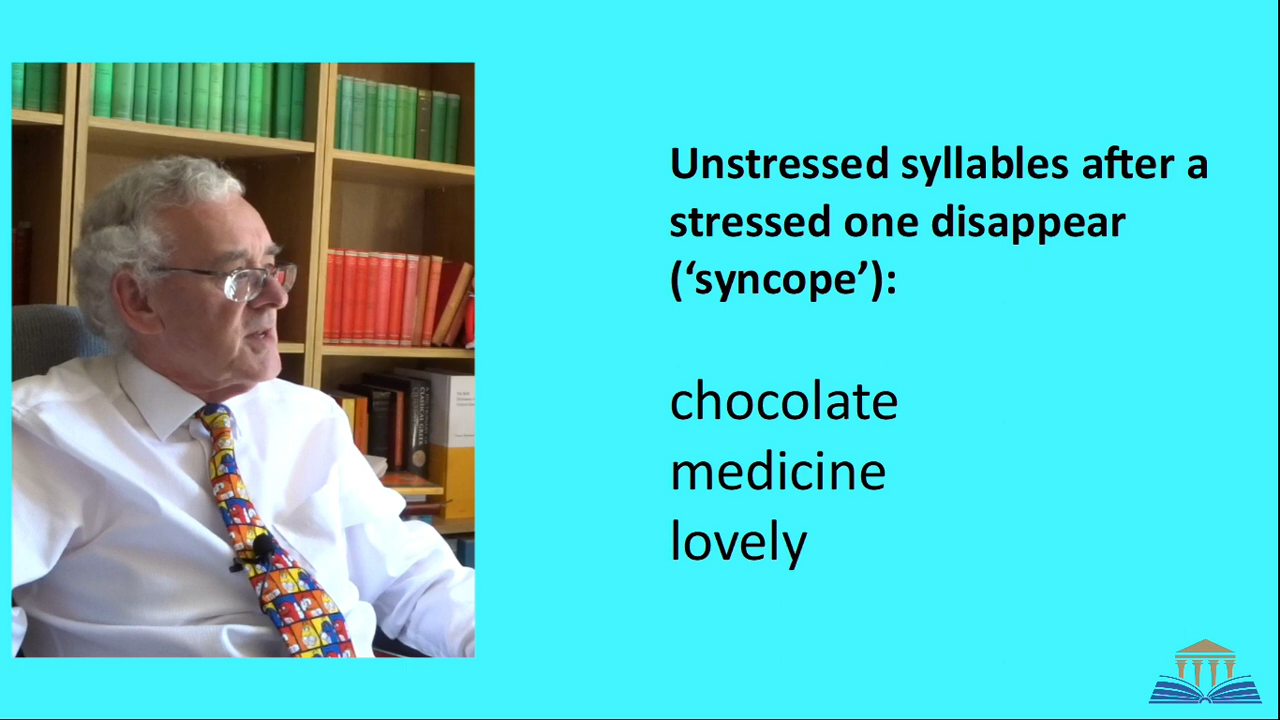 Unstressed syllables after a
stressed one disappear
(‘syncope’):
chocolate
medicine
lovely